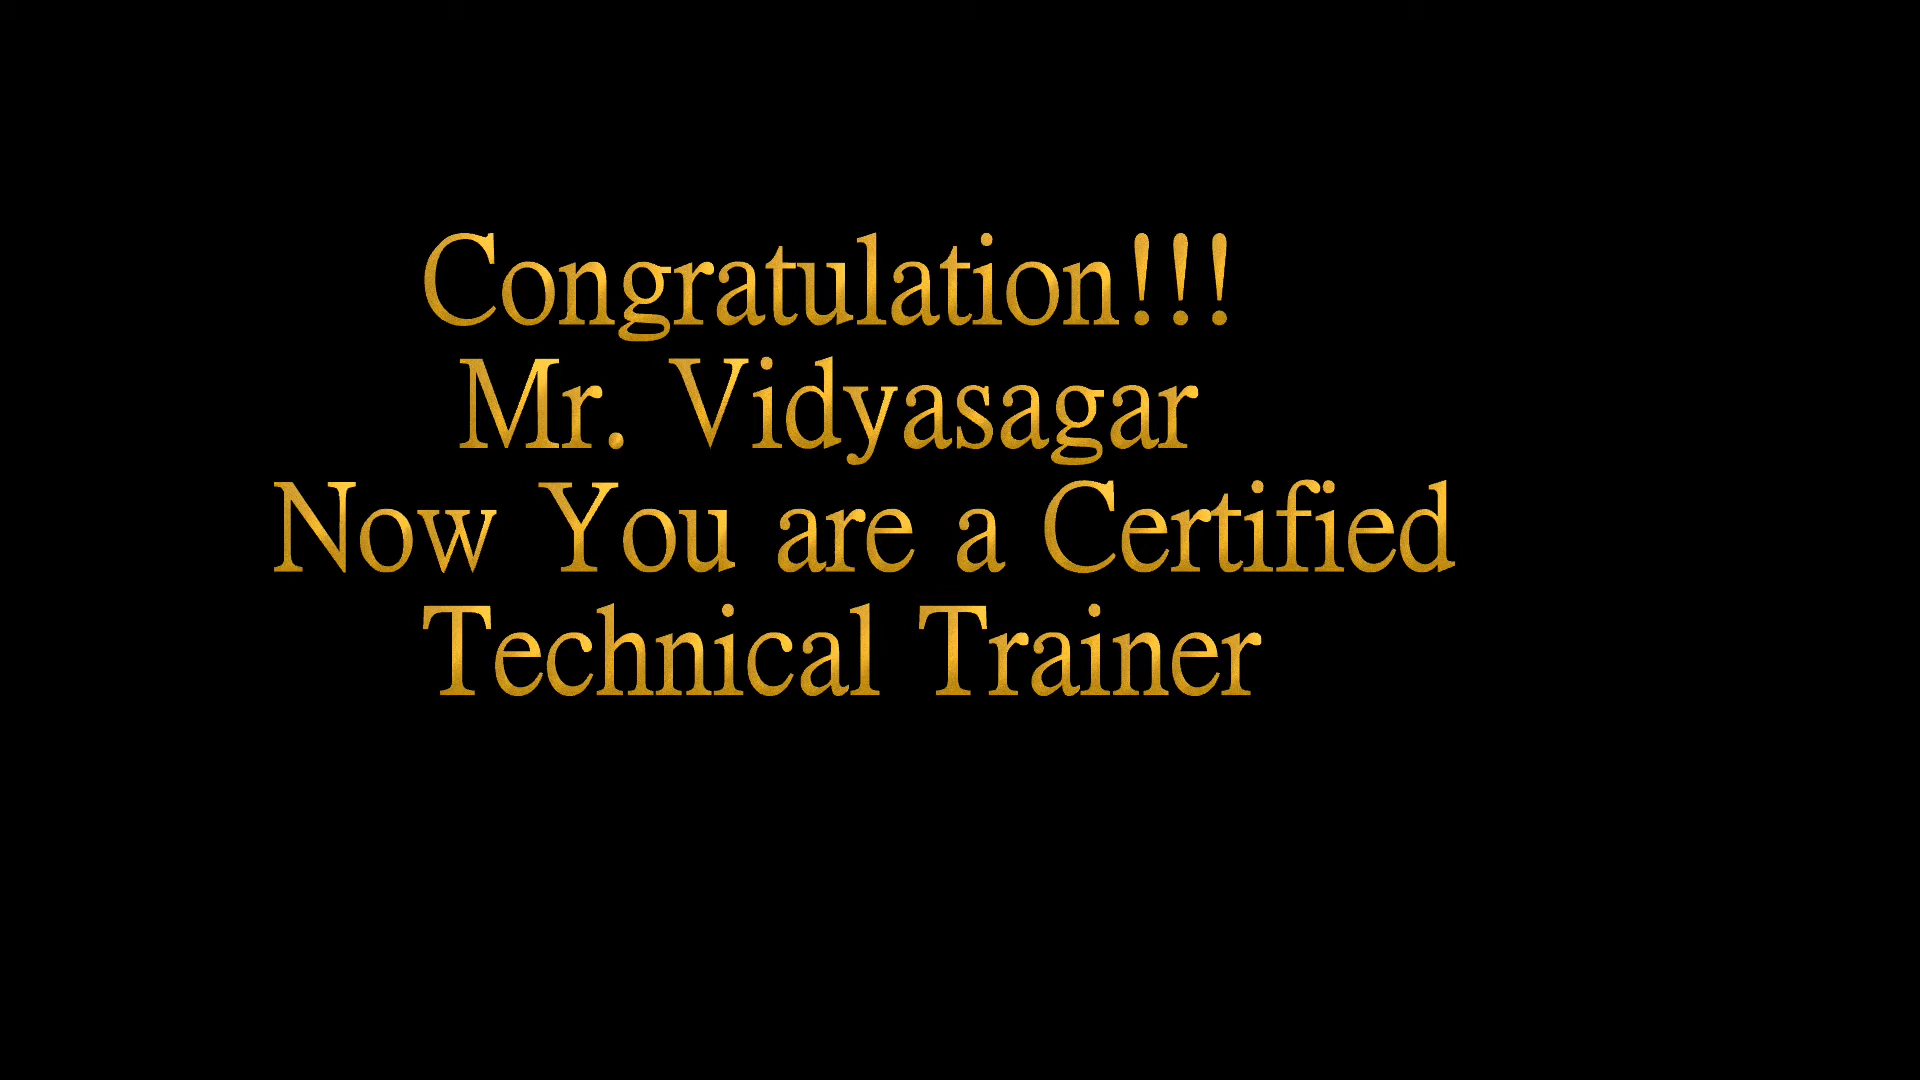 Congratulation!!!
Mr. Vidyasagar
Now You are a Certified
Technical Trainer